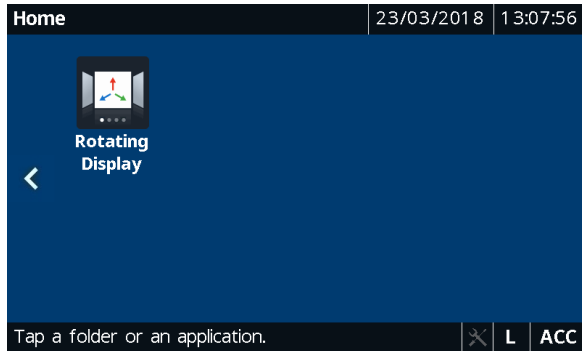 Home 23/03/2018 13:07:56
Rotating
Display
Tap a folder or an application. L ACC